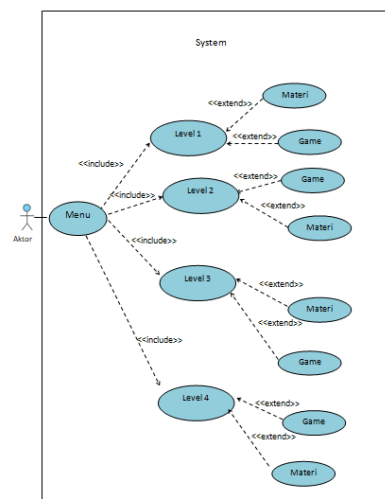 System
Materi
<<extend>>
Level 1
<<extend>>
Game
<<include>>
<<extend>>
Game
<<include>>
Level 2
<<extend>>
Materi
Menu
Aktor
<<include>>
Level 3
<<extend>>
Materi
<<extend>>
<<include>>
Game
Level 4
<<extend>>
Game
<<extend>>
Materi